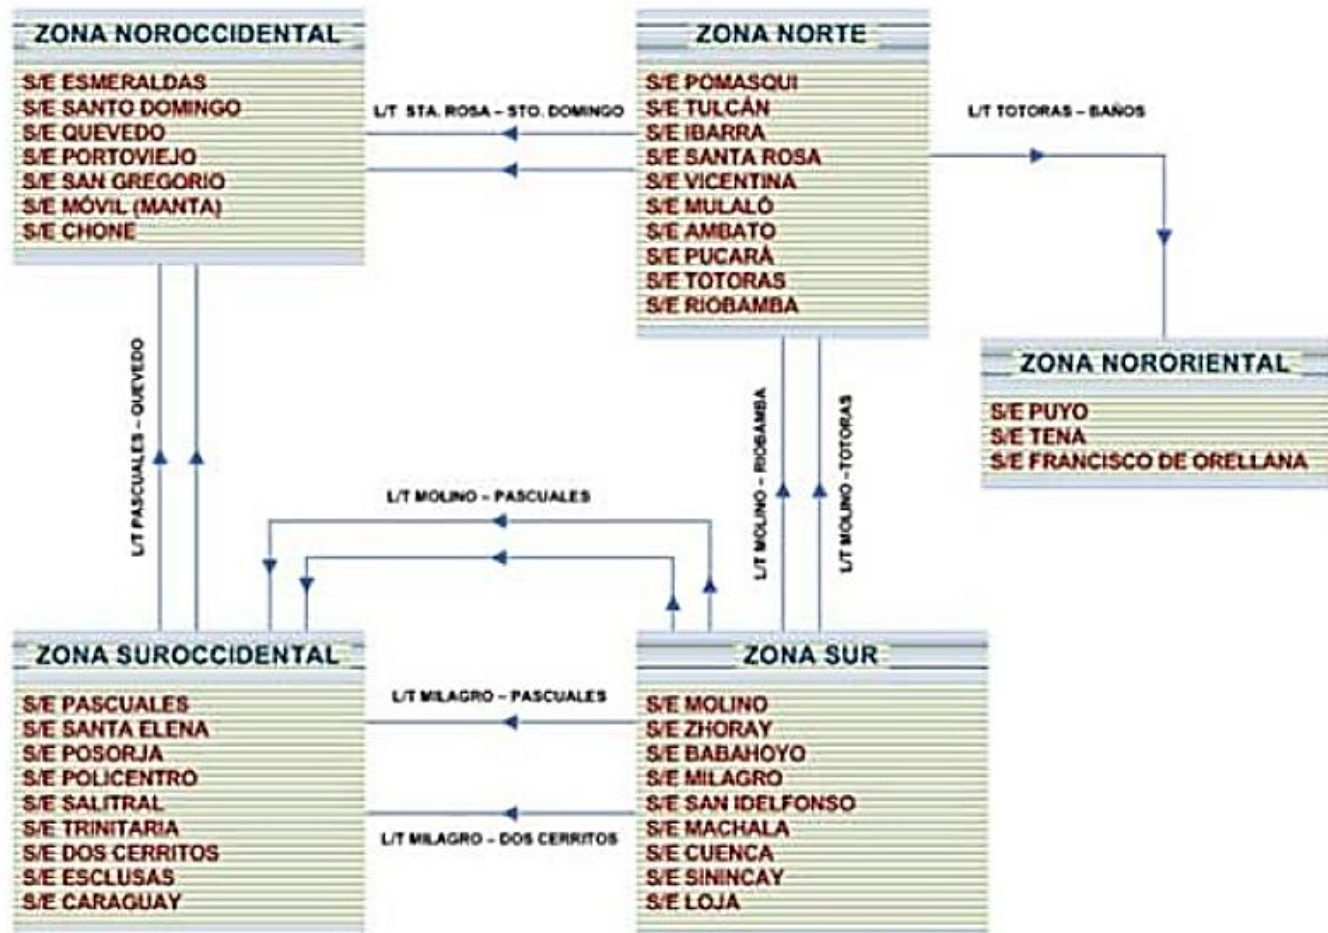 ZONA NOROCCIDENTAL
S/E ESMERALDAS
S/E SANTO DOMINGO
S/E QUEVEDO
S/E PORTOVIEJO
S/E SAN GREGORIO
S/E MÓVIL (MANTA)
S/E CHONE
L/T STA. ROSA – STO. DOMINGO
ZONA NORTE
S/E POMASQUI
S/E TULCÁN
S/E IBARRA
S/E SANTA ROSA
S/E VICENTINA
S/E MULALÓ
S/E AMBATO
S/E PUCARÁ
S/E TOTORAS
S/E RIOBAMBA
L/T TOTORAS – BAÑOS
ZONA NORORIENTAL
S/E PUYO
S/E TENA
S/E FRANCISCO DE ORELLANA
L/T PASCUALES – QUEVEDO
L/T MOLINO – PASCUALES
L/T MOLINO – RIOBAMBA
L/T MOLINO –TOTORAS
ZONA SUROCCIDENTAL
S/E PASCUALES
S/E SANTA ELENA
S/E POSORJA
S/E POLICENTRO
S/E SALITRAL
S/E TRINITARIA
S/E DOS CERRITOS
S/E ESCLUSAS
S/E CARAGUAY
L/T MILAGRO – PASCUALES
L/T MILAGRO – DOS CERRITOS
ZONA SUR
S/E MOLINO
S/E ZHORAY
S/E BABAHOYO
S/E MILAGRO
S/E SAN IDELFONSO
S/E MACHALA
S/E CUENCA
S/E SININCAY
S/E LOJA